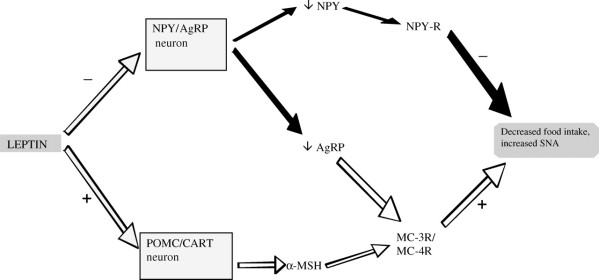 ↓ NPY
NPY/AgRP
neuron
NPY-R
−
−
LEPTIN
Decreased food intake,
increased SNA
↓ AgRP
+
+
POMC/CART
neuron
α-MSH
MC-3R/
MC-4R